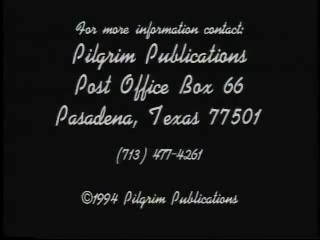 For more information contact:
Pilgrim Publications
Post Office Box 66
Pasadena, Texas 77501
(713) 477-4261
©1994 Pilgrim Publications